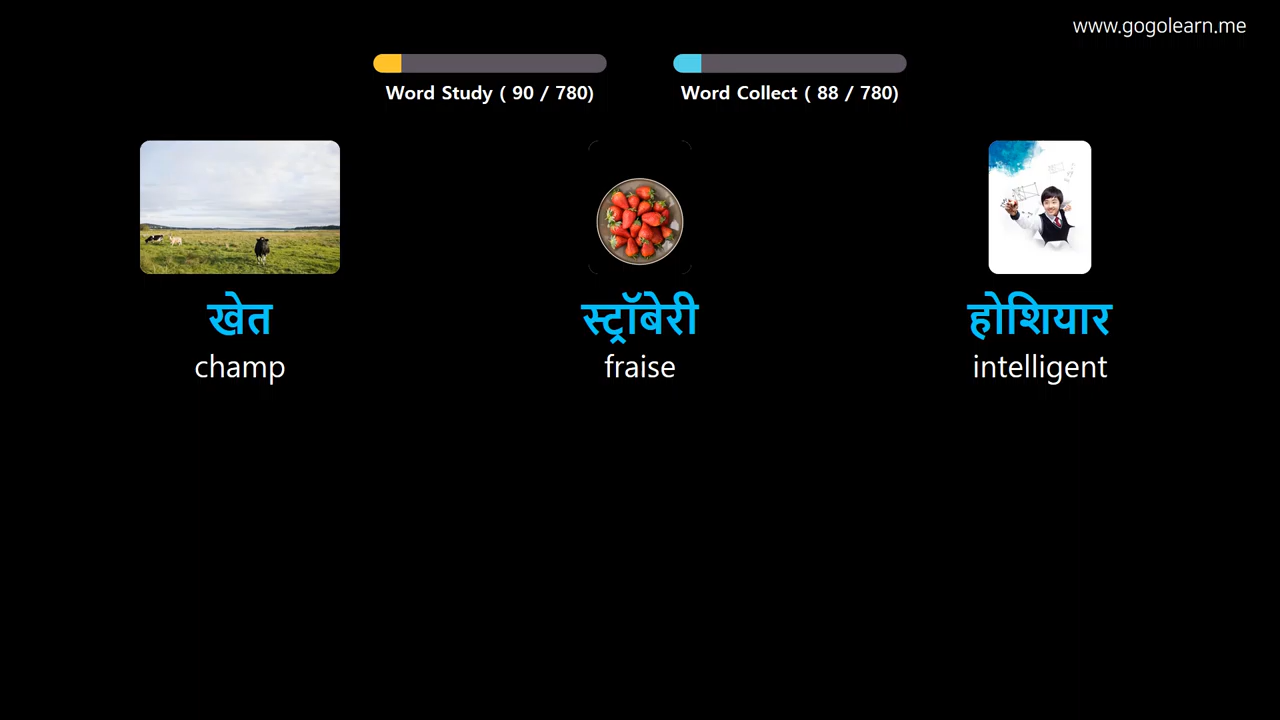 www.gogolearn.me
Word Study ( 90 / 780)
Word Collect ( 88 / 780)
खेत
स्ट्रॉबेरी
होशियार
champ
fraise
intelligent